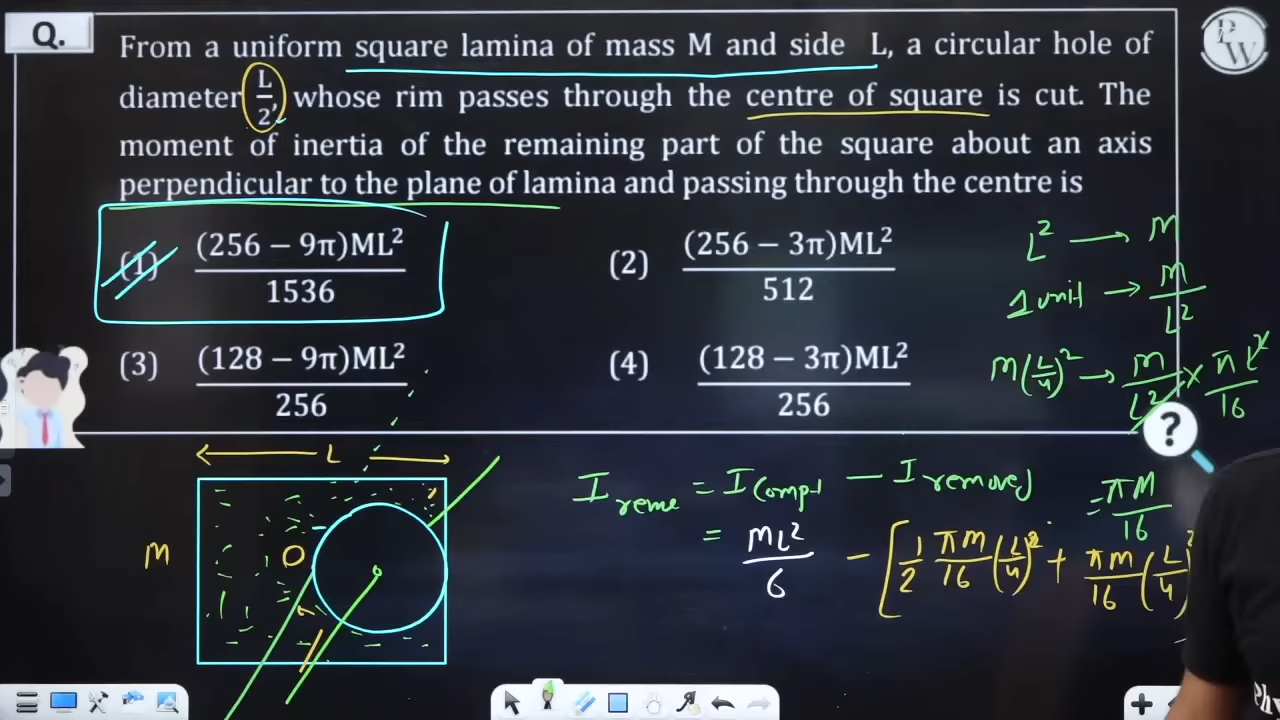 Q.
From a uniform square lamina of mass M and side L, a circular hole of
diameter L/2, whose rim passes through the centre of square is cut. The
moment of inertia of the remaining part of the square about an axis
perpendicular to the plane of lamina and passing through the centre is
(1) (256 − 9π)ML²/1536
(2) (256 − 3π)ML²/512
(3) (128 − 9π)ML²/256
(4) (128 − 3π)ML²/256
PW
L² → M
1 unit → M/L²
π(L/4)² → M/L² × πL²/16
= πM/16
?
L
M
O
I reme = I Comp1 − I removed
= ML²/6 − [1/2 πM/16 (L/4)² + πM/16 (L/4)²